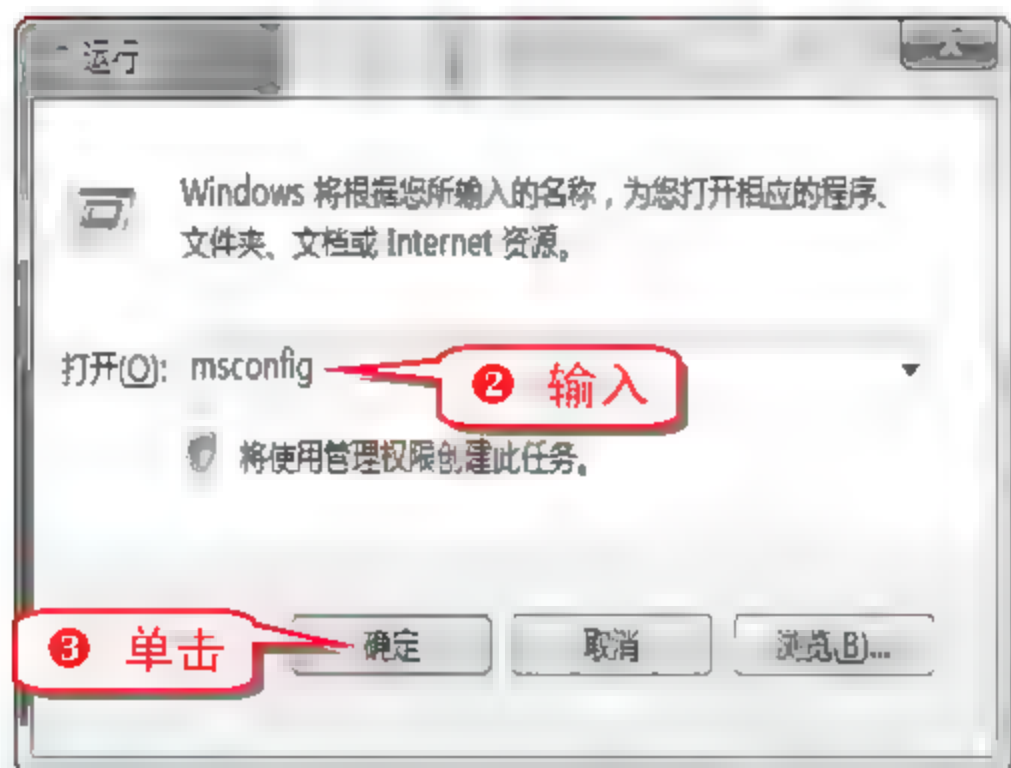 运行
Windows 将根据您所输入的名称，为您打开相应的程序、
文件夹、文档或 Internet 资源。
打开(O): msconfig
❷ 输入
将使用管理权限创建此任务。
❸ 单击
确定 取消 浏览(B)...